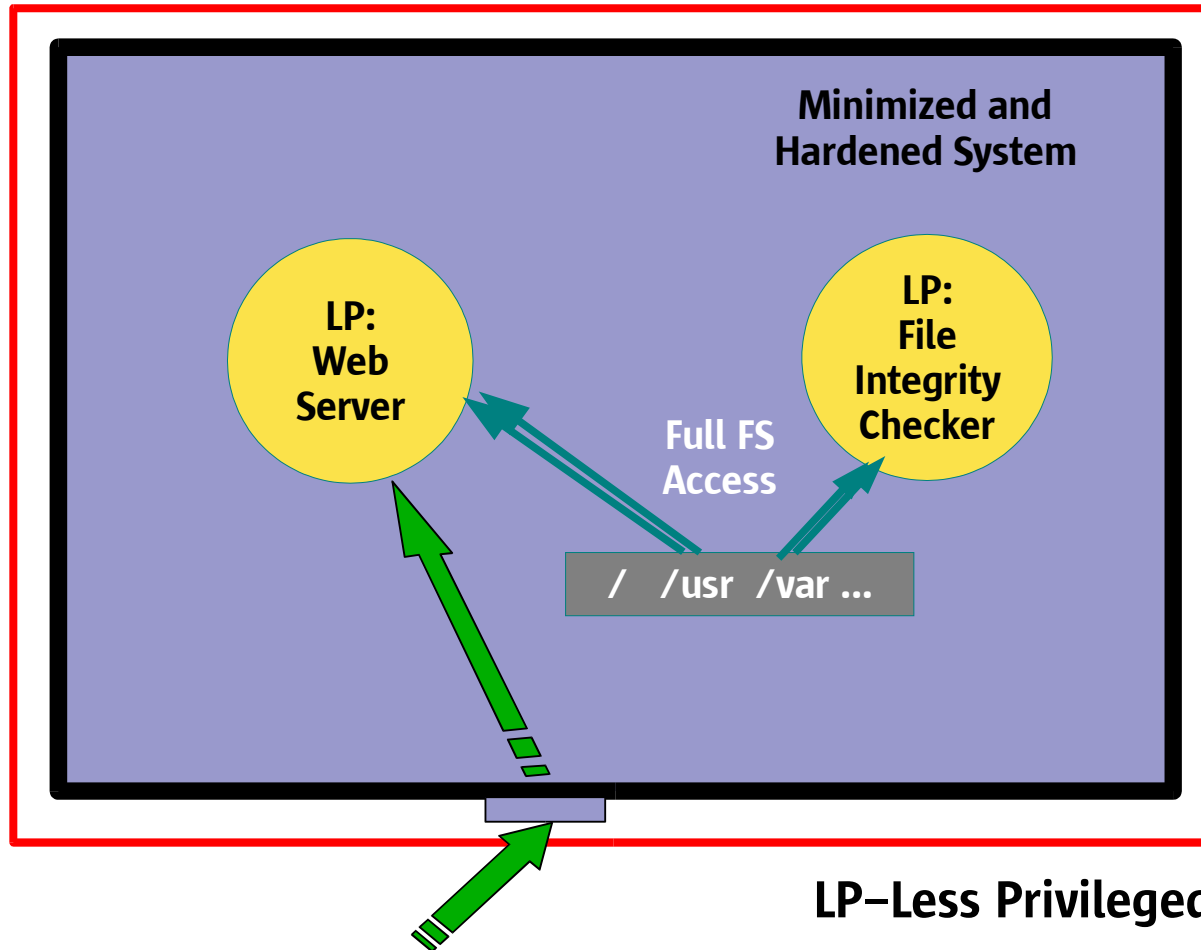 Minimized and
Hardened System
LP:
Web
Server
LP:
File
Integrity
Checker
Full FS
Access
/ /usr /var ...
LP–Less Privileged